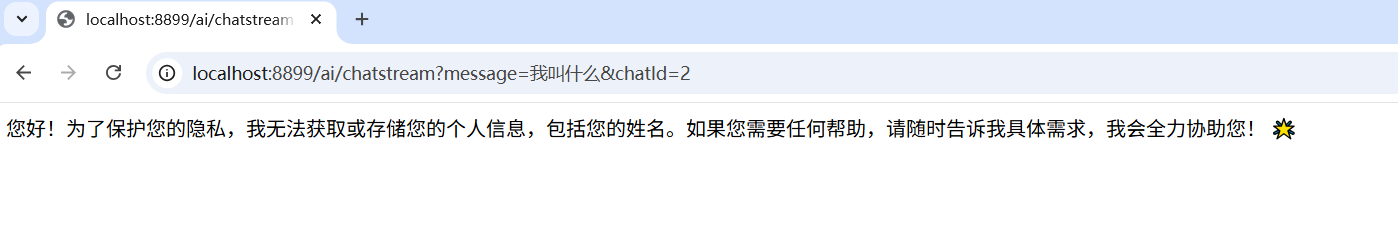 localhost:8899/ai/chatstream
localhost:8899/ai/chatstream?message=我叫什么&chatId=2
您好！为了保护您的隐私，我无法获取或存储您的个人信息，包括您的姓名。如果您需要任何帮助，请随时告诉我具体需求，我会全力协助您！ 🌟